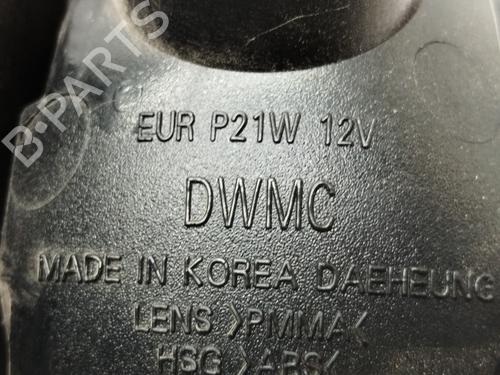 B·PARTS
EUR P21W 12V
DWMC
MADE IN KOREA DAEHEUNG
LENS >PMMA<
HSG >ABS<